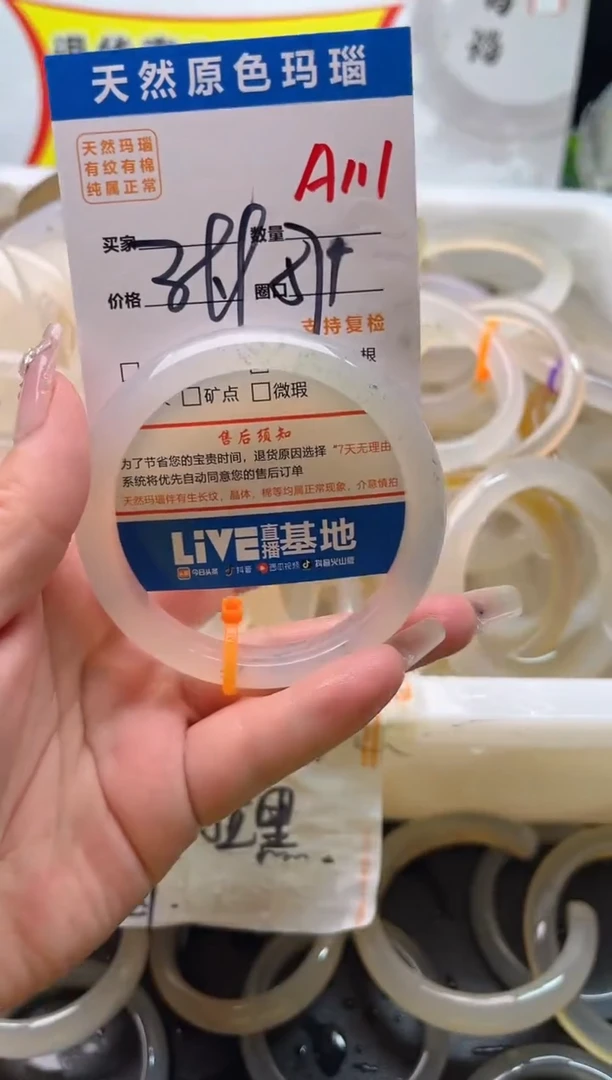 天然原色玛瑙
天然玛瑙
有纹有棉
纯属正常
A111
买家
数量
价格
圈口
支持复检
根
□矿点 □微瑕
售后须知
为了节省您的宝贵时间，退货原因选择“7天无理由
系统将优先自动同意您的售后订单
天然玛瑙伴有生长纹、晶体、棉等均属正常现象，介意慎拍
LIVE直播基地
今日头条 抖音 西瓜视频 抖音火山版
黑